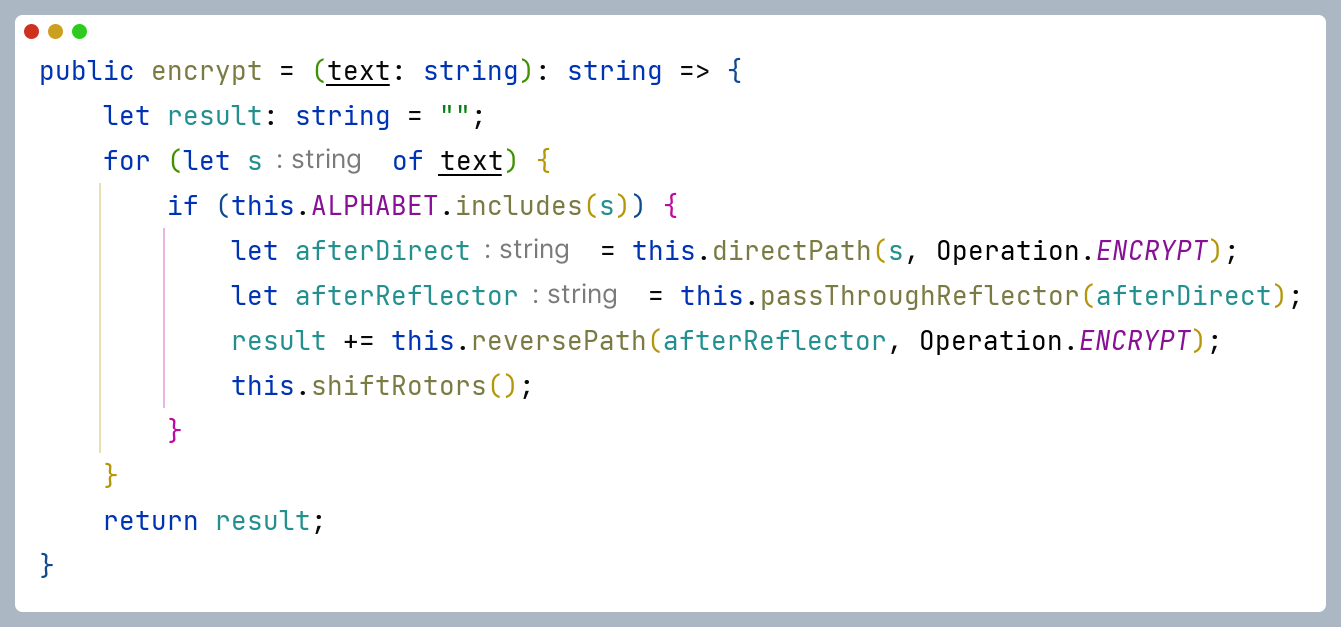 public encrypt = (text: string): string => {
    let result: string = "";
    for (let s : string  of text) {
        if (this.ALPHABET.includes(s)) {
            let afterDirect : string  = this.directPath(s, Operation.ENCRYPT);
            let afterReflector : string  = this.passThroughReflector(afterDirect);
            result += this.reversePath(afterReflector, Operation.ENCRYPT);
            this.shiftRotors();
        }
    }
    return result;
}